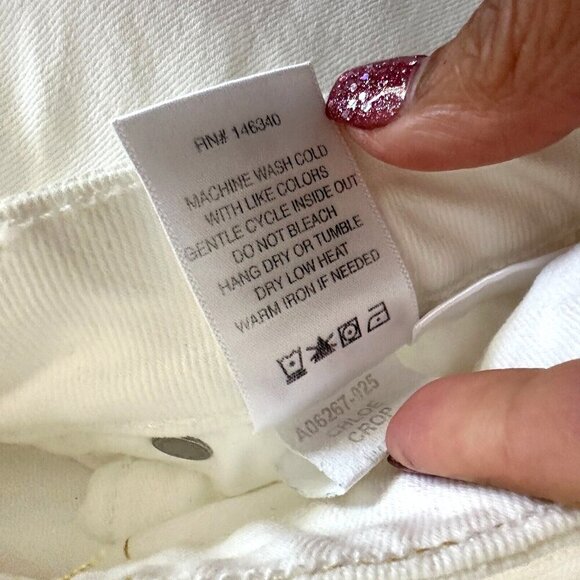 RN# 146340
MACHINE WASH COLD
WITH LIKE COLORS
GENTLE CYCLE INSIDE OUT
DO NOT BLEACH
HANG DRY OR TUMBLE
DRY LOW HEAT
WARM IRON IF NEEDED
A06267-925
CHLOE
CROP